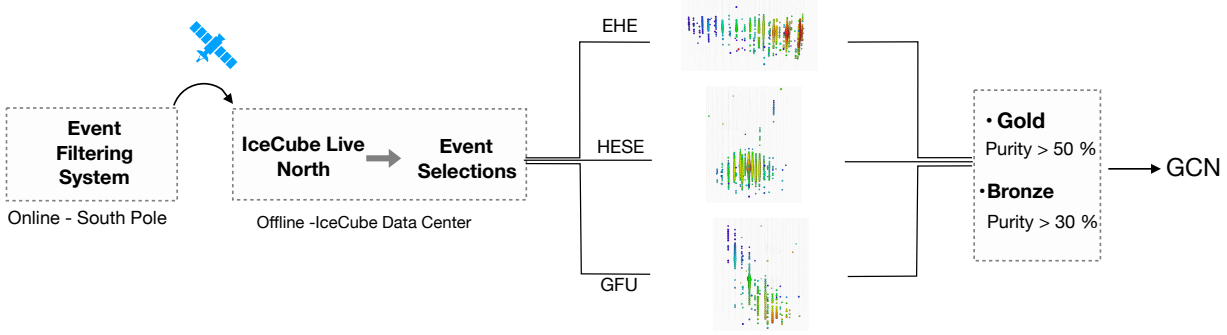 Event
Filtering
System
Online - South Pole
IceCube Live
North
Event
Selections
Offline -IceCube Data Center
EHE
HESE
GFU
• Gold
Purity > 50 %
• Bronze
Purity > 30 %
GCN